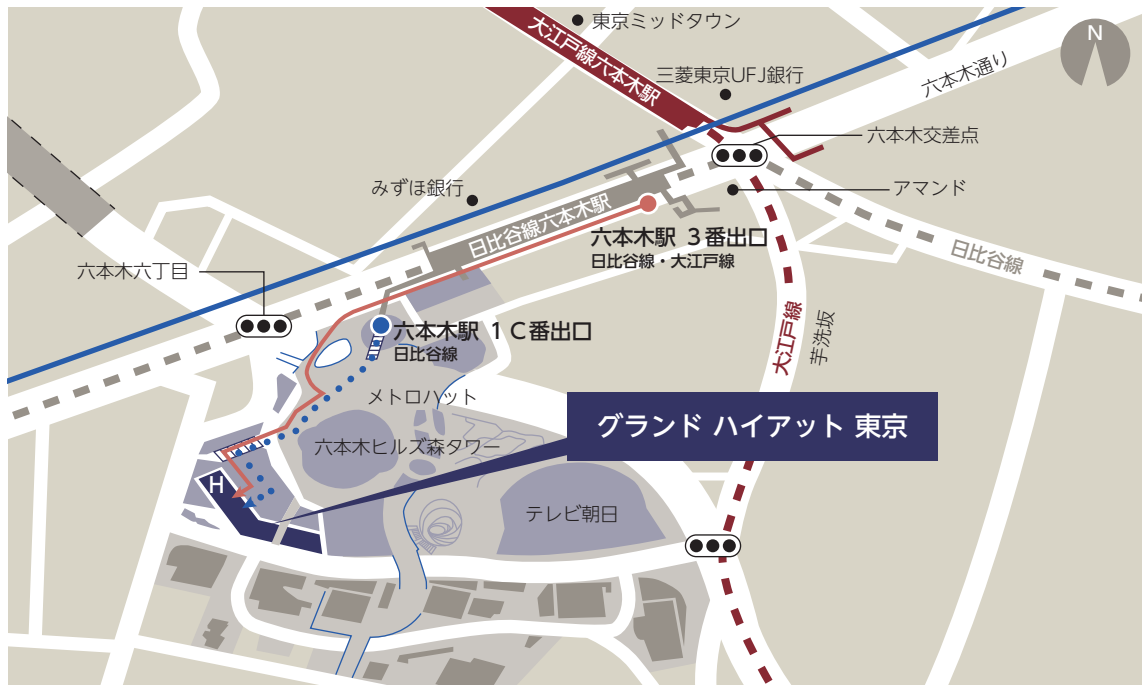 東京ミッドタウン
大江戸線六本木駅
三菱東京UFJ銀行
六本木通り
N
六本木交差点
アマンド
みずほ銀行
日比谷線六本木駅
六本木駅 3番出口
日比谷線・大江戸線
日比谷線
六本木六丁目
六本木駅 1C番出口
日比谷線
大江戸線
芋洗坂
メトロハット
グランド ハイアット 東京
六本木ヒルズ森タワー
H
テレビ朝日